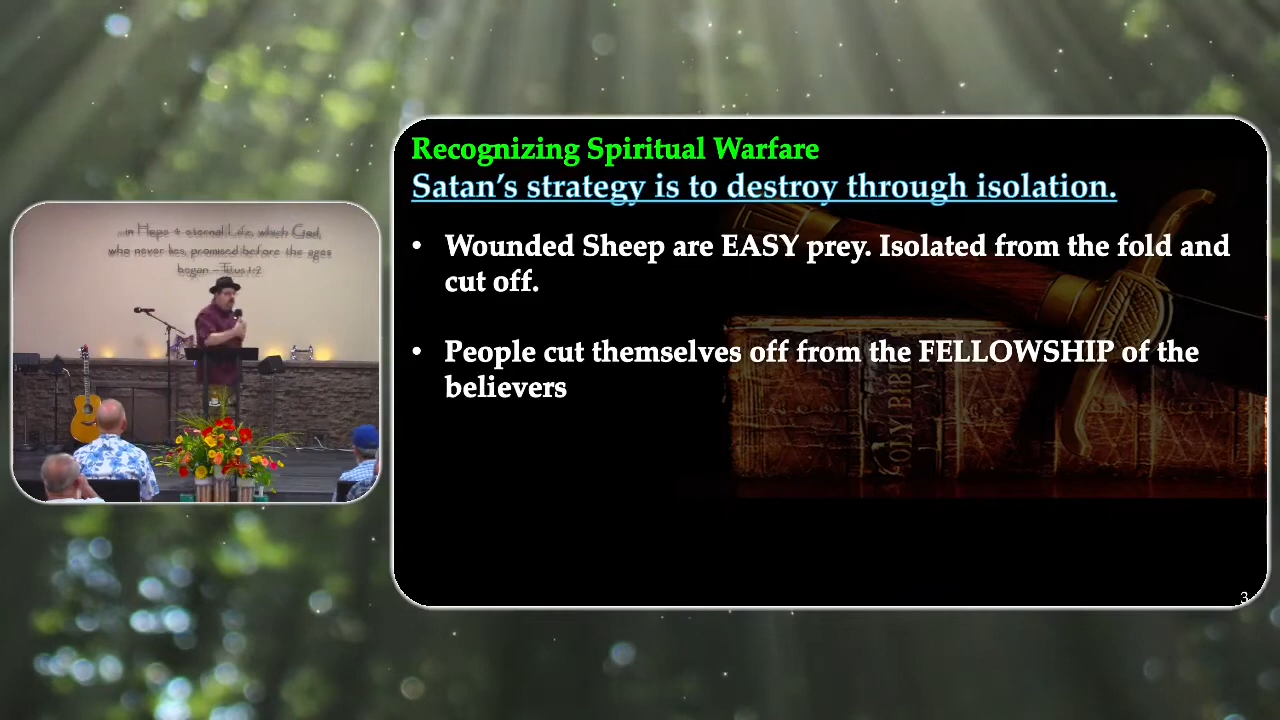 in Hope of eternal Life, which God,
who never lies, promised before the ages
began - Titus 1:2
Recognizing Spiritual Warfare
Satan's strategy is to destroy through isolation.
• Wounded Sheep are EASY prey. Isolated from the fold and
cut off.
• People cut themselves off from the FELLOWSHIP of the
believers
HOLY BIBL
3